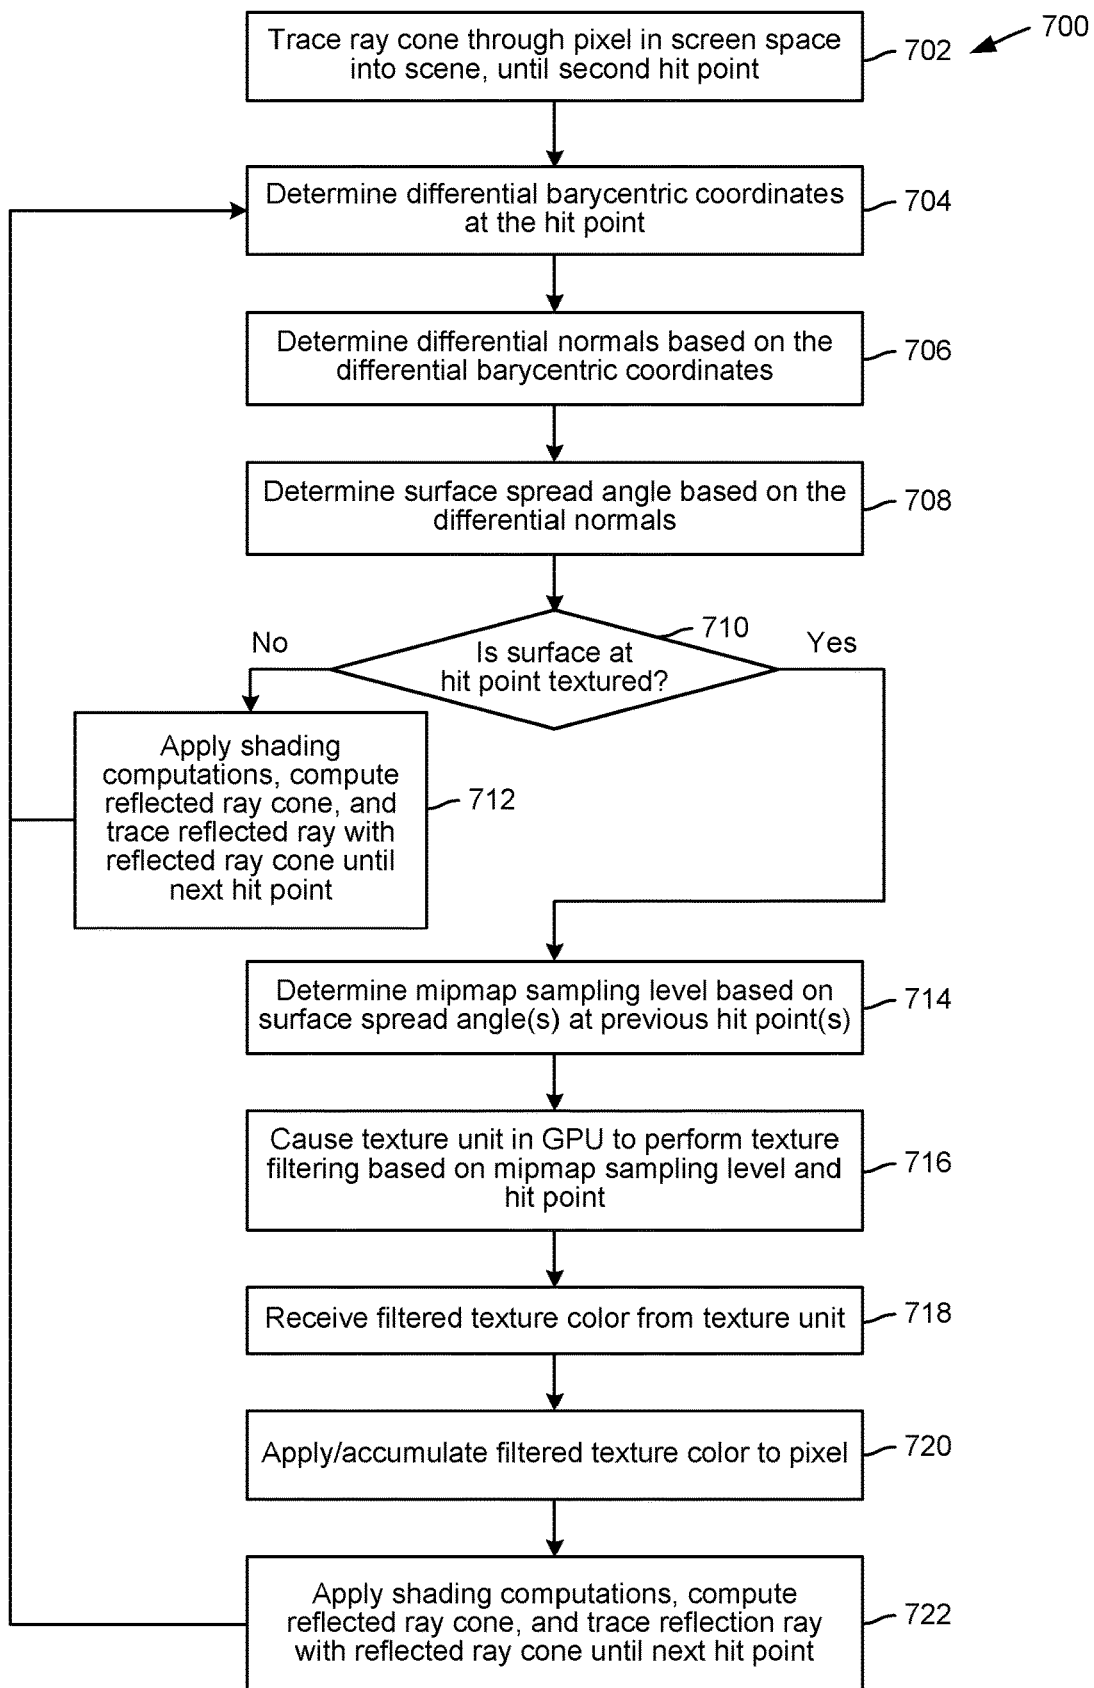 700
Trace ray cone through pixel in screen space
into scene, until second hit point
702
Determine differential barycentric coordinates
at the hit point
704
Determine differential normals based on the
differential barycentric coordinates
706
Determine surface spread angle based on the
differential normals
708
710
No
Yes
Is surface at
hit point textured?
Apply shading
computations, compute
reflected ray cone, and
trace reflected ray with
reflected ray cone until
next hit point
712
Determine mipmap sampling level based on
surface spread angle(s) at previous hit point(s)
714
Cause texture unit in GPU to perform texture
filtering based on mipmap sampling level and
hit point
716
Receive filtered texture color from texture unit
718
Apply/accumulate filtered texture color to pixel
720
Apply shading computations, compute
reflected ray cone, and trace reflection ray
with reflected ray cone until next hit point
722